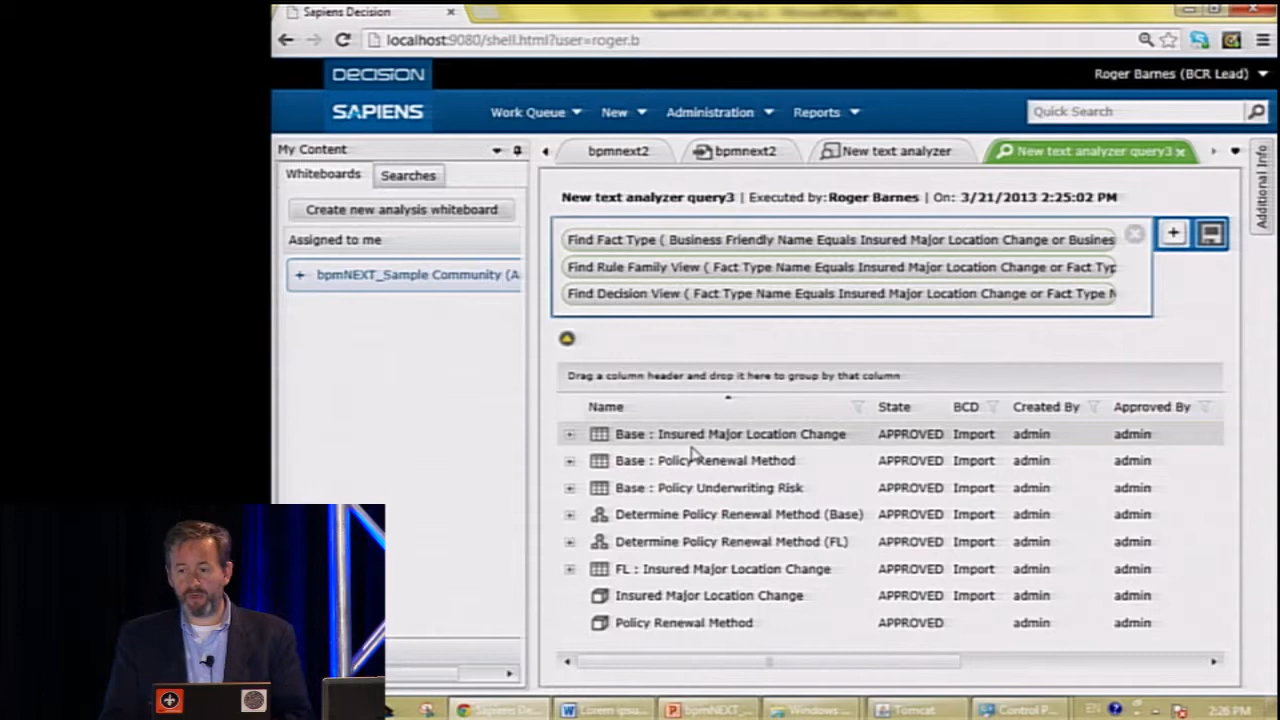 Sapiens Decision
localhost:9080/shell.html?user=roger.b
DECISION
Roger Barnes (BCR Lead)
SAPIENS
Work Queue
New
Administration
Reports
Quick Search
My Content
bpmnext2
bpmnext2
New text analyzer
New text analyzer query3
Additional Info
Whiteboards
Searches
Create new analysis whiteboard
Assigned to me
bpmNEXT_Sample Community (A
New text analyzer query3 | Executed by: Roger Barnes | On: 3/21/2013 2:25:02 PM
Find Fact Type ( Business Friendly Name Equals Insured Major Location Change or Busines
Find Rule Family View ( Fact Type Name Equals Insured Major Location Change or Fact Typ
Find Decision View ( Fact Type Name Equals Insured Major Location Change or Fact Type N
Drag a column header and drop it here to group by that column
Name State BCD Created By Approved By
Base : Insured Major Location Change APPROVED Import admin admin
Base : Policy Renewal Method APPROVED Import admin admin
Base : Policy Underwriting Risk APPROVED Import admin admin
Determine Policy Renewal Method (Base) APPROVED Import admin admin
Determine Policy Renewal Method (FL) APPROVED Import admin admin
FL : Insured Major Location Change APPROVED Import admin admin
Insured Major Location Change APPROVED Import admin admin
Policy Renewal Method APPROVED admin admin
Sapiens De...
Lorem ipsu...
bpmNEXT_...
Windows ...
Tomcat
Control P...
EN
2:26 PM